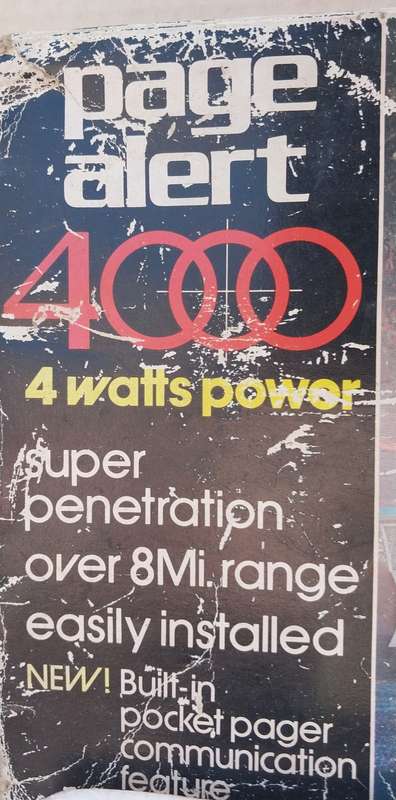 page
alert
4000
4 watts power
super
penetration
over 8Mi. range
easily installed
NEW! Built-in
pocket pager
communication
feature